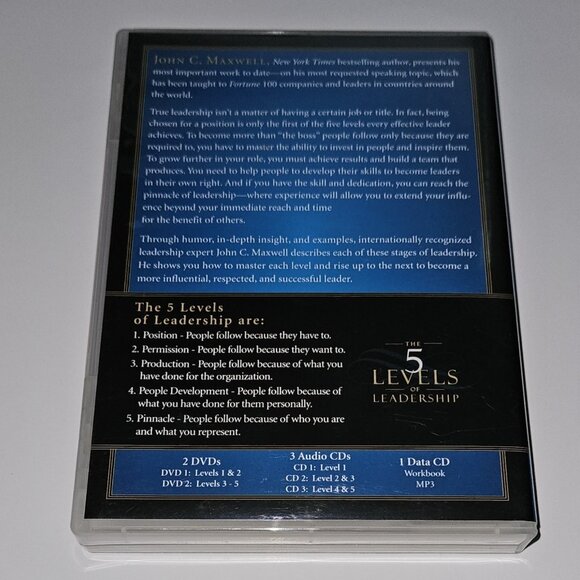 JOHN C. MAXWELL, New York Times bestselling author, presents his
most important work to date—on his most requested speaking topic, which
has been taught to Fortune 100 companies and leaders in countries around
the world.
True leadership isn't a matter of having a certain job or title. In fact, being
chosen for a position is only the first of the five levels every effective leader
achieves. To become more than "the boss" people follow only because they are
required to, you have to master the ability to invest in people and inspire them.
To grow further in your role, you must achieve results and build a team that
produces. You need to help people to develop their skills to become leaders
in their own right. And if you have the skill and dedication, you can reach the
pinnacle of leadership—where experience will allow you to extend your influ-
ence beyond your immediate reach and time
for the benefit of others.
Through humor, in-depth insight, and examples, internationally recognized
leadership expert John C. Maxwell describes each of these stages of leadership.
He shows you how to master each level and rise up to the next to become a
more influential, respected, and successful leader.
The 5 Levels
of Leadership are:
1. Position - People follow because they have to.
2. Permission - People follow because they want to.
3. Production - People follow because of what you
have done for the organization.
4. People Development - People follow because of
what you have done for them personally.
5. Pinnacle - People follow because of who you are
and what you represent.
THE
5
LEVELS
OF
LEADERSHIP
2 DVDs
DVD 1: Levels 1 & 2
DVD 2: Levels 3 - 5
3 Audio CDs
CD 1: Level 1
CD 2: Level 2 & 3
CD 3: Level 4 & 5
1 Data CD
Workbook
MP3